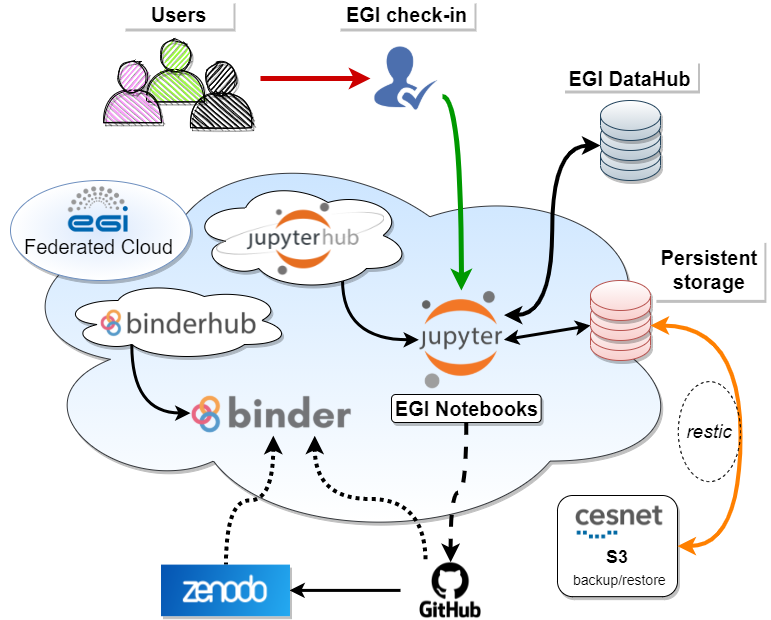 Users
EGI check-in
EGI DataHub
EGI
Federated Cloud
jupyterhub
Persistent
storage
binderhub
jupyter
EGI Notebooks
binder
restic
cesnet
S3
backup/restore
zenodo
GitHub